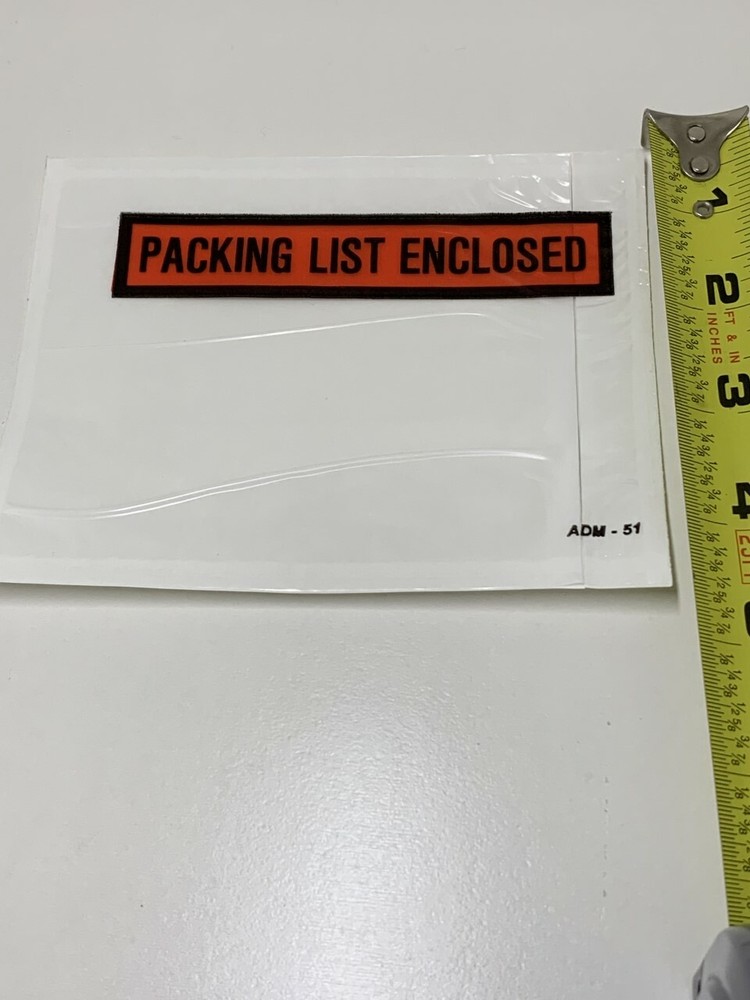 PACKING LIST ENCLOSED
ADM - 51
1
2
FT & IN
INCHES
3
4